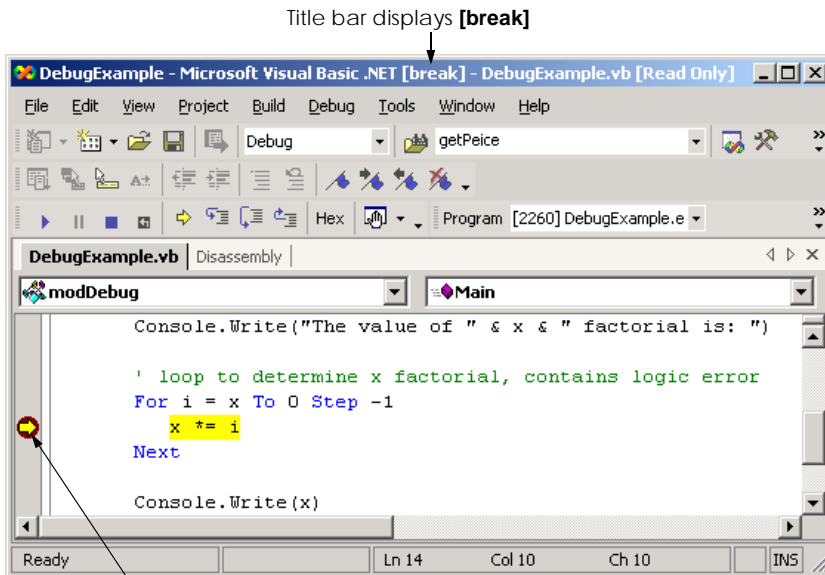 Title bar displays [break]
DebugExample - Microsoft Visual Basic .NET [break] - DebugExample.vb [Read Only]
File Edit View Project Build Debug Tools Window Help
Debug getPeice
Hex Program [2260] DebugExample.e
DebugExample.vb Disassembly
modDebug Main
Console.Write("The value of " & x & " factorial is: ")
' loop to determine x factorial, contains logic error
For i = x To 0 Step -1
x *= i
Next
Console.Write(x)
Ready Ln 14 Col 10 Ch 10 INS